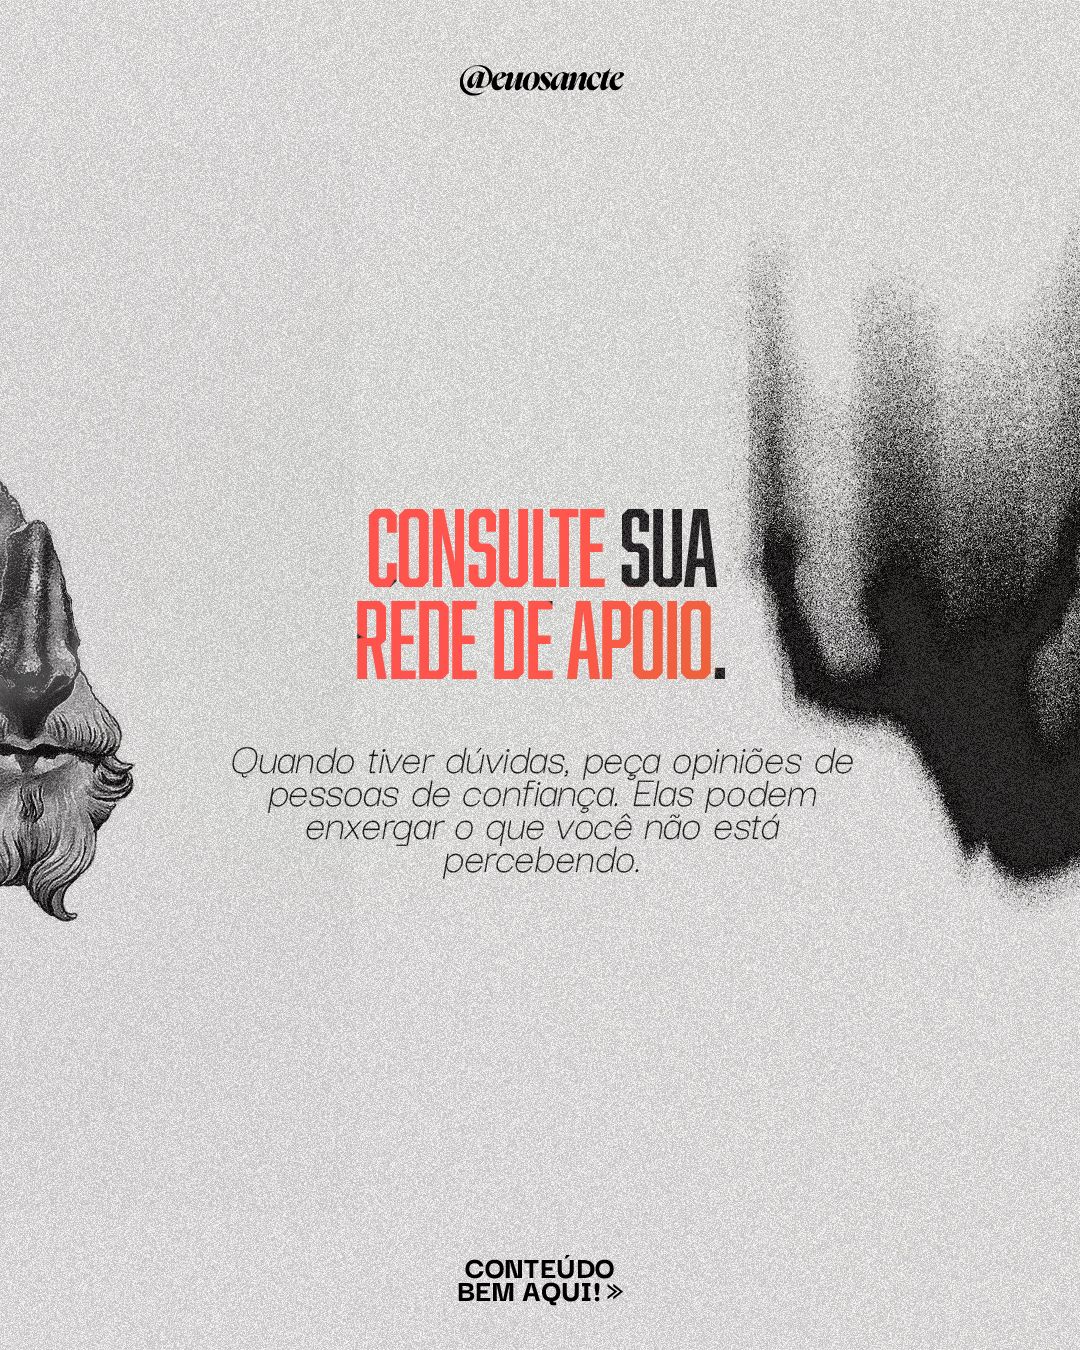 @euosancte
CONSULTE SUA
REDE DE APOIO.
Quando tiver dúvidas, peça opiniões de
pessoas de confiança. Elas podem
enxergar o que você não está
percebendo.
CONTEÚDO
BEM AQUI! »